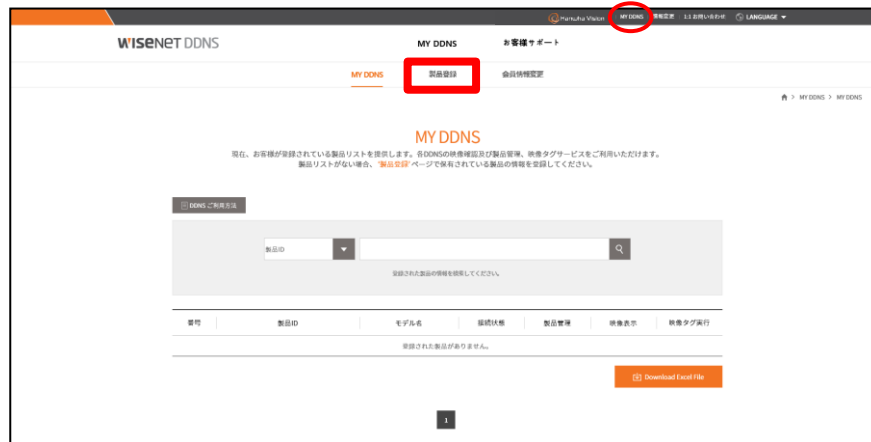 Hanwha Vision MY DDNS 情報変更 1:1 お問い合わせ LANGUAGE
WISENET DDNS
MY DDNS お客様サポート
MY DDNS 製品登録 会員情報変更
> MY DDNS > MY DDNS
MY DDNS
現在、お客様が登録されている製品リストを提供します。各DDNSの映像確認及び製品管理、映像タグサービスをご利用いただけます。
製品リストがない場合、"製品登録" ページで保有されている製品の情報を登録してください。
DDNS ご利用方法
製品ID
登録された製品の情報を検索してください。
番号 製品ID モデル名 接続状態 製品管理 映像表示 映像タグ実行
登録された製品がありません。
Download Excel File
1